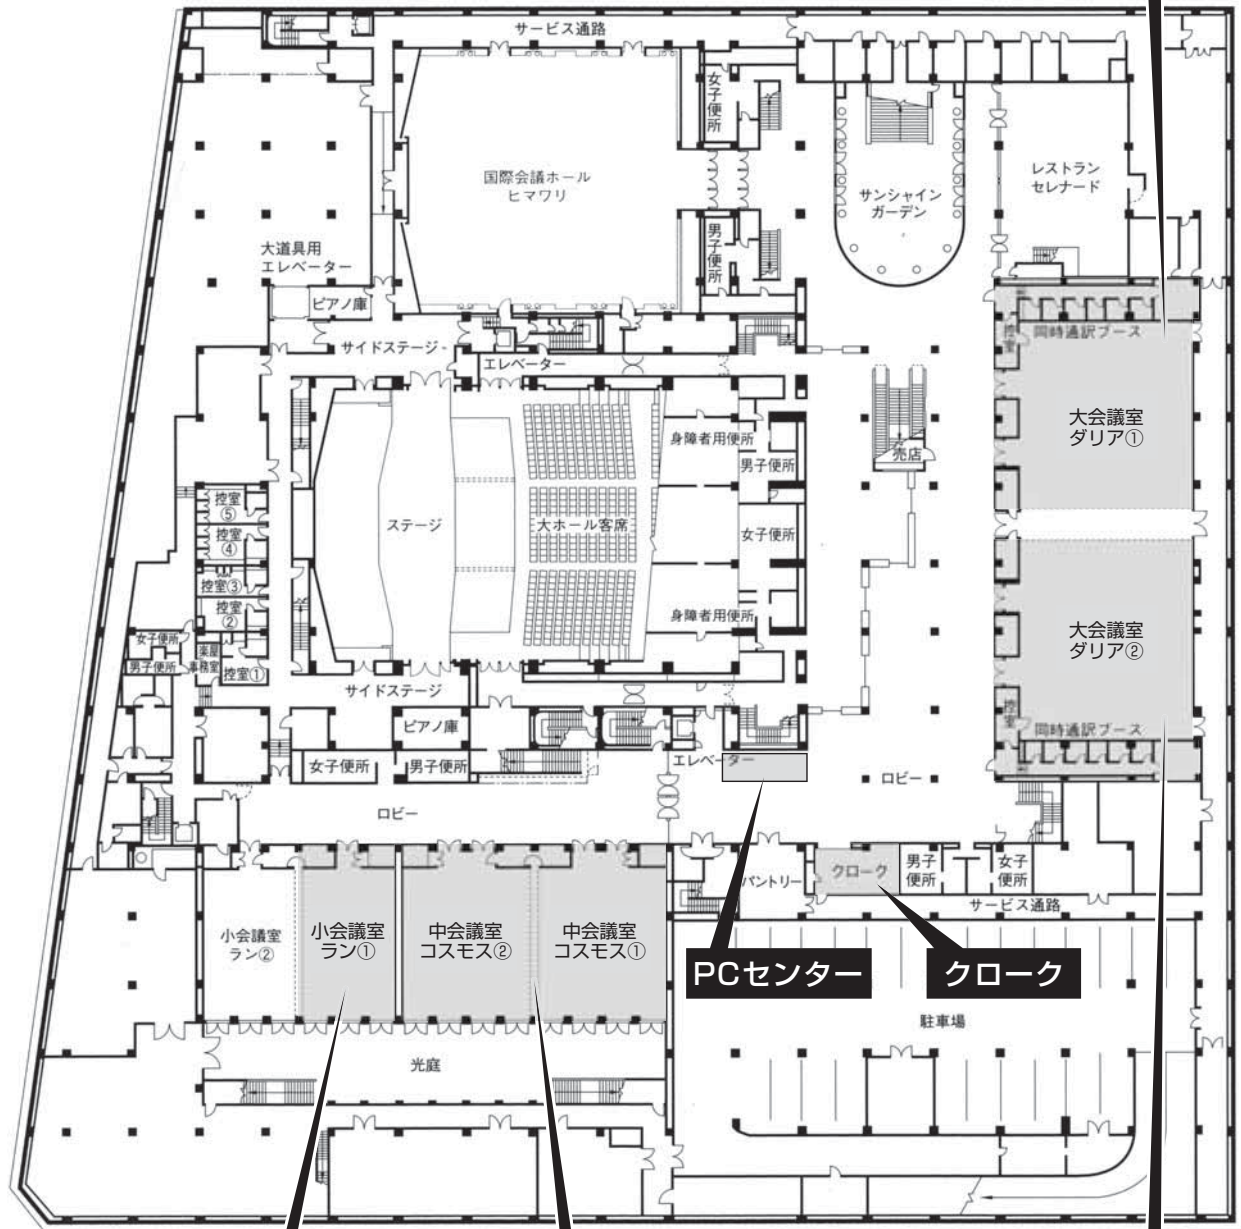 サービス通路
女子便所
国際会議ホール
ヒマワリ
サンシャイン
ガーデン
レストラン
セレナード
男子便所
大道具用
エレベーター
ピアノ庫
サイドステージ
エレベーター
控室
同時通訳ブース
大会議室
ダリア①
身障者用便所
男子便所
売店
控室
⑤
控室
④
控室③
控室
②
控室①
ステージ
大ホール客席
女子便所
身障者用便所
大会議室
ダリア②
女子便所
男子便所
楽屋
事務室
サイドステージ
控室
同時通訳ブース
ピアノ庫
女子便所
男子便所
エレベーター
ロビー
ロビー
パントリー
クローク
男子
便所
女子
便所
サービス通路
小会議室
ラン②
小会議室
ラン①
中会議室
コスモス②
中会議室
コスモス①
PCセンター
クローク
駐車場
光庭